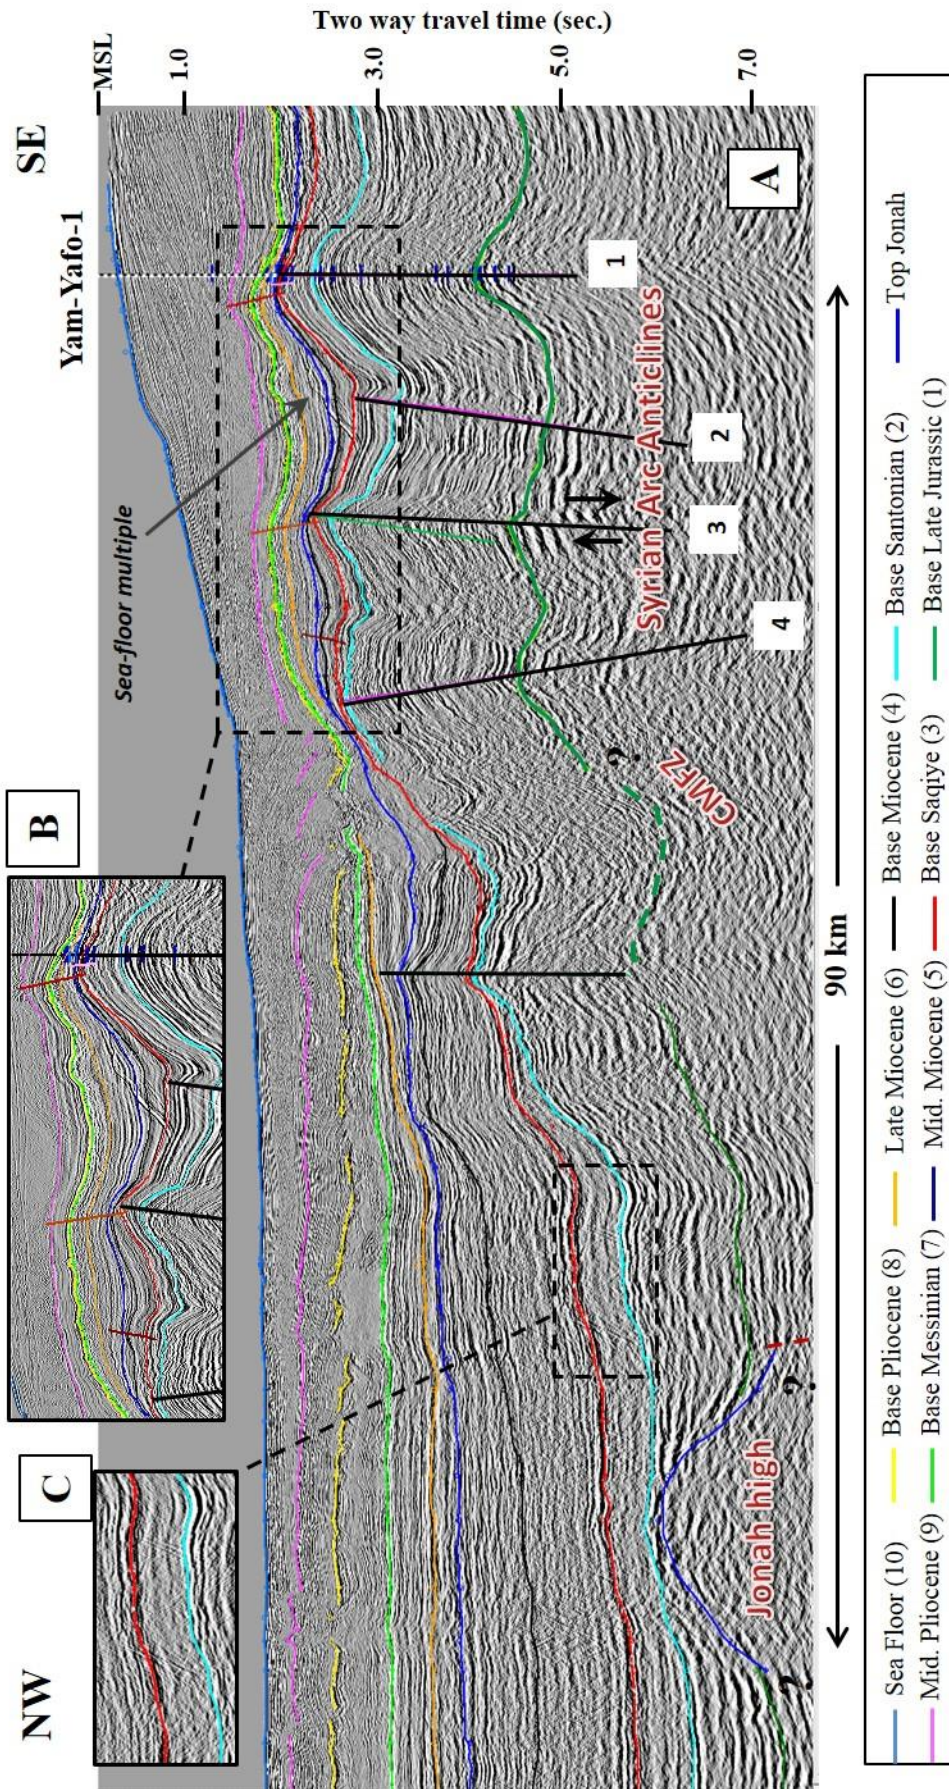 NW
SE
Two way travel time (sec.)
MSL
1.0
3.0
5.0
7.0
Yam-Yafo-1
A
B
C
Sea-floor multiple
1
2
3
4
Syrian Arc Anticlines
CMFZ
?
Jonah high
?
?
90 km
Sea Floor (10)
Base Pliocene (8)
Late Miocene (6)
Base Miocene (4)
Base Santonian (2)
Top Jonah
Mid. Pliocene (9)
Base Messinian (7)
Mid. Miocene (5)
Base Saqiye (3)
Base Late Jurassic (1)